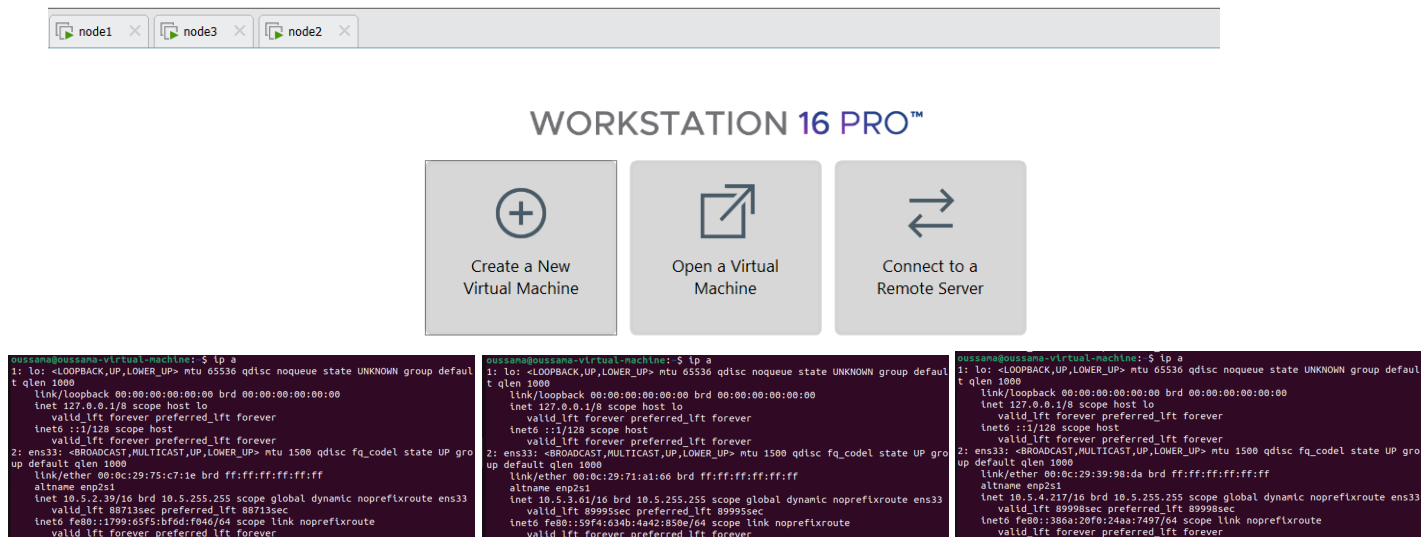 node1
node3
node2
WORKSTATION 16 PRO™
Create a New
Virtual Machine
Open a Virtual
Machine
Connect to a
Remote Server
oussama@oussama-virtual-machine:~$ ip a
1: lo: <LOOPBACK,UP,LOWER_UP> mtu 65536 qdisc noqueue state UNKNOWN group defaul
t qlen 1000
link/loopback 00:00:00:00:00:00 brd 00:00:00:00:00:00
inet 127.0.0.1/8 scope host lo
valid_lft forever preferred_lft forever
inet6 ::1/128 scope host
valid_lft forever preferred_lft forever
2: ens33: <BROADCAST,MULTICAST,UP,LOWER_UP> mtu 1500 qdisc fq_codel state UP gro
up default qlen 1000
link/ether 00:0c:29:75:c7:1e brd ff:ff:ff:ff:ff:ff
altname enp2s1
inet 10.5.2.39/16 brd 10.5.255.255 scope global dynamic noprefixroute ens33
valid_lft 88713sec preferred_lft 88713sec
inet6 fe80::1799:65f5:bf6d:f046/64 scope link noprefixroute
valid_lft forever preferred_lft forever
oussama@oussama-virtual-machine:~$ ip a
1: lo: <LOOPBACK,UP,LOWER_UP> mtu 65536 qdisc noqueue state UNKNOWN group defaul
t qlen 1000
link/loopback 00:00:00:00:00:00 brd 00:00:00:00:00:00
inet 127.0.0.1/8 scope host lo
valid_lft forever preferred_lft forever
inet6 ::1/128 scope host
valid_lft forever preferred_lft forever
2: ens33: <BROADCAST,MULTICAST,UP,LOWER_UP> mtu 1500 qdisc fq_codel state UP gro
up default qlen 1000
link/ether 00:0c:29:71:a1:66 brd ff:ff:ff:ff:ff:ff
altname enp2s1
inet 10.5.3.61/16 brd 10.5.255.255 scope global dynamic noprefixroute ens33
valid_lft 89995sec preferred_lft 89995sec
inet6 fe80::59f4:634b:4a42:850e/64 scope link noprefixroute
valid_lft forever preferred_lft forever
oussama@oussama-virtual-machine:~$ ip a
1: lo: <LOOPBACK,UP,LOWER_UP> mtu 65536 qdisc noqueue state UNKNOWN group defaul
t qlen 1000
link/loopback 00:00:00:00:00:00 brd 00:00:00:00:00:00
inet 127.0.0.1/8 scope host lo
valid_lft forever preferred_lft forever
inet6 ::1/128 scope host
valid_lft forever preferred_lft forever
2: ens33: <BROADCAST,MULTICAST,UP,LOWER_UP> mtu 1500 qdisc fq_codel state UP gro
up default qlen 1000
link/ether 00:0c:29:39:98:da brd ff:ff:ff:ff:ff:ff
altname enp2s1
inet 10.5.4.217/16 brd 10.5.255.255 scope global dynamic noprefixroute ens33
valid_lft 89998sec preferred_lft 89998sec
inet6 fe80::386a:20f0:24aa:7497/64 scope link noprefixroute
valid_lft forever preferred_lft forever